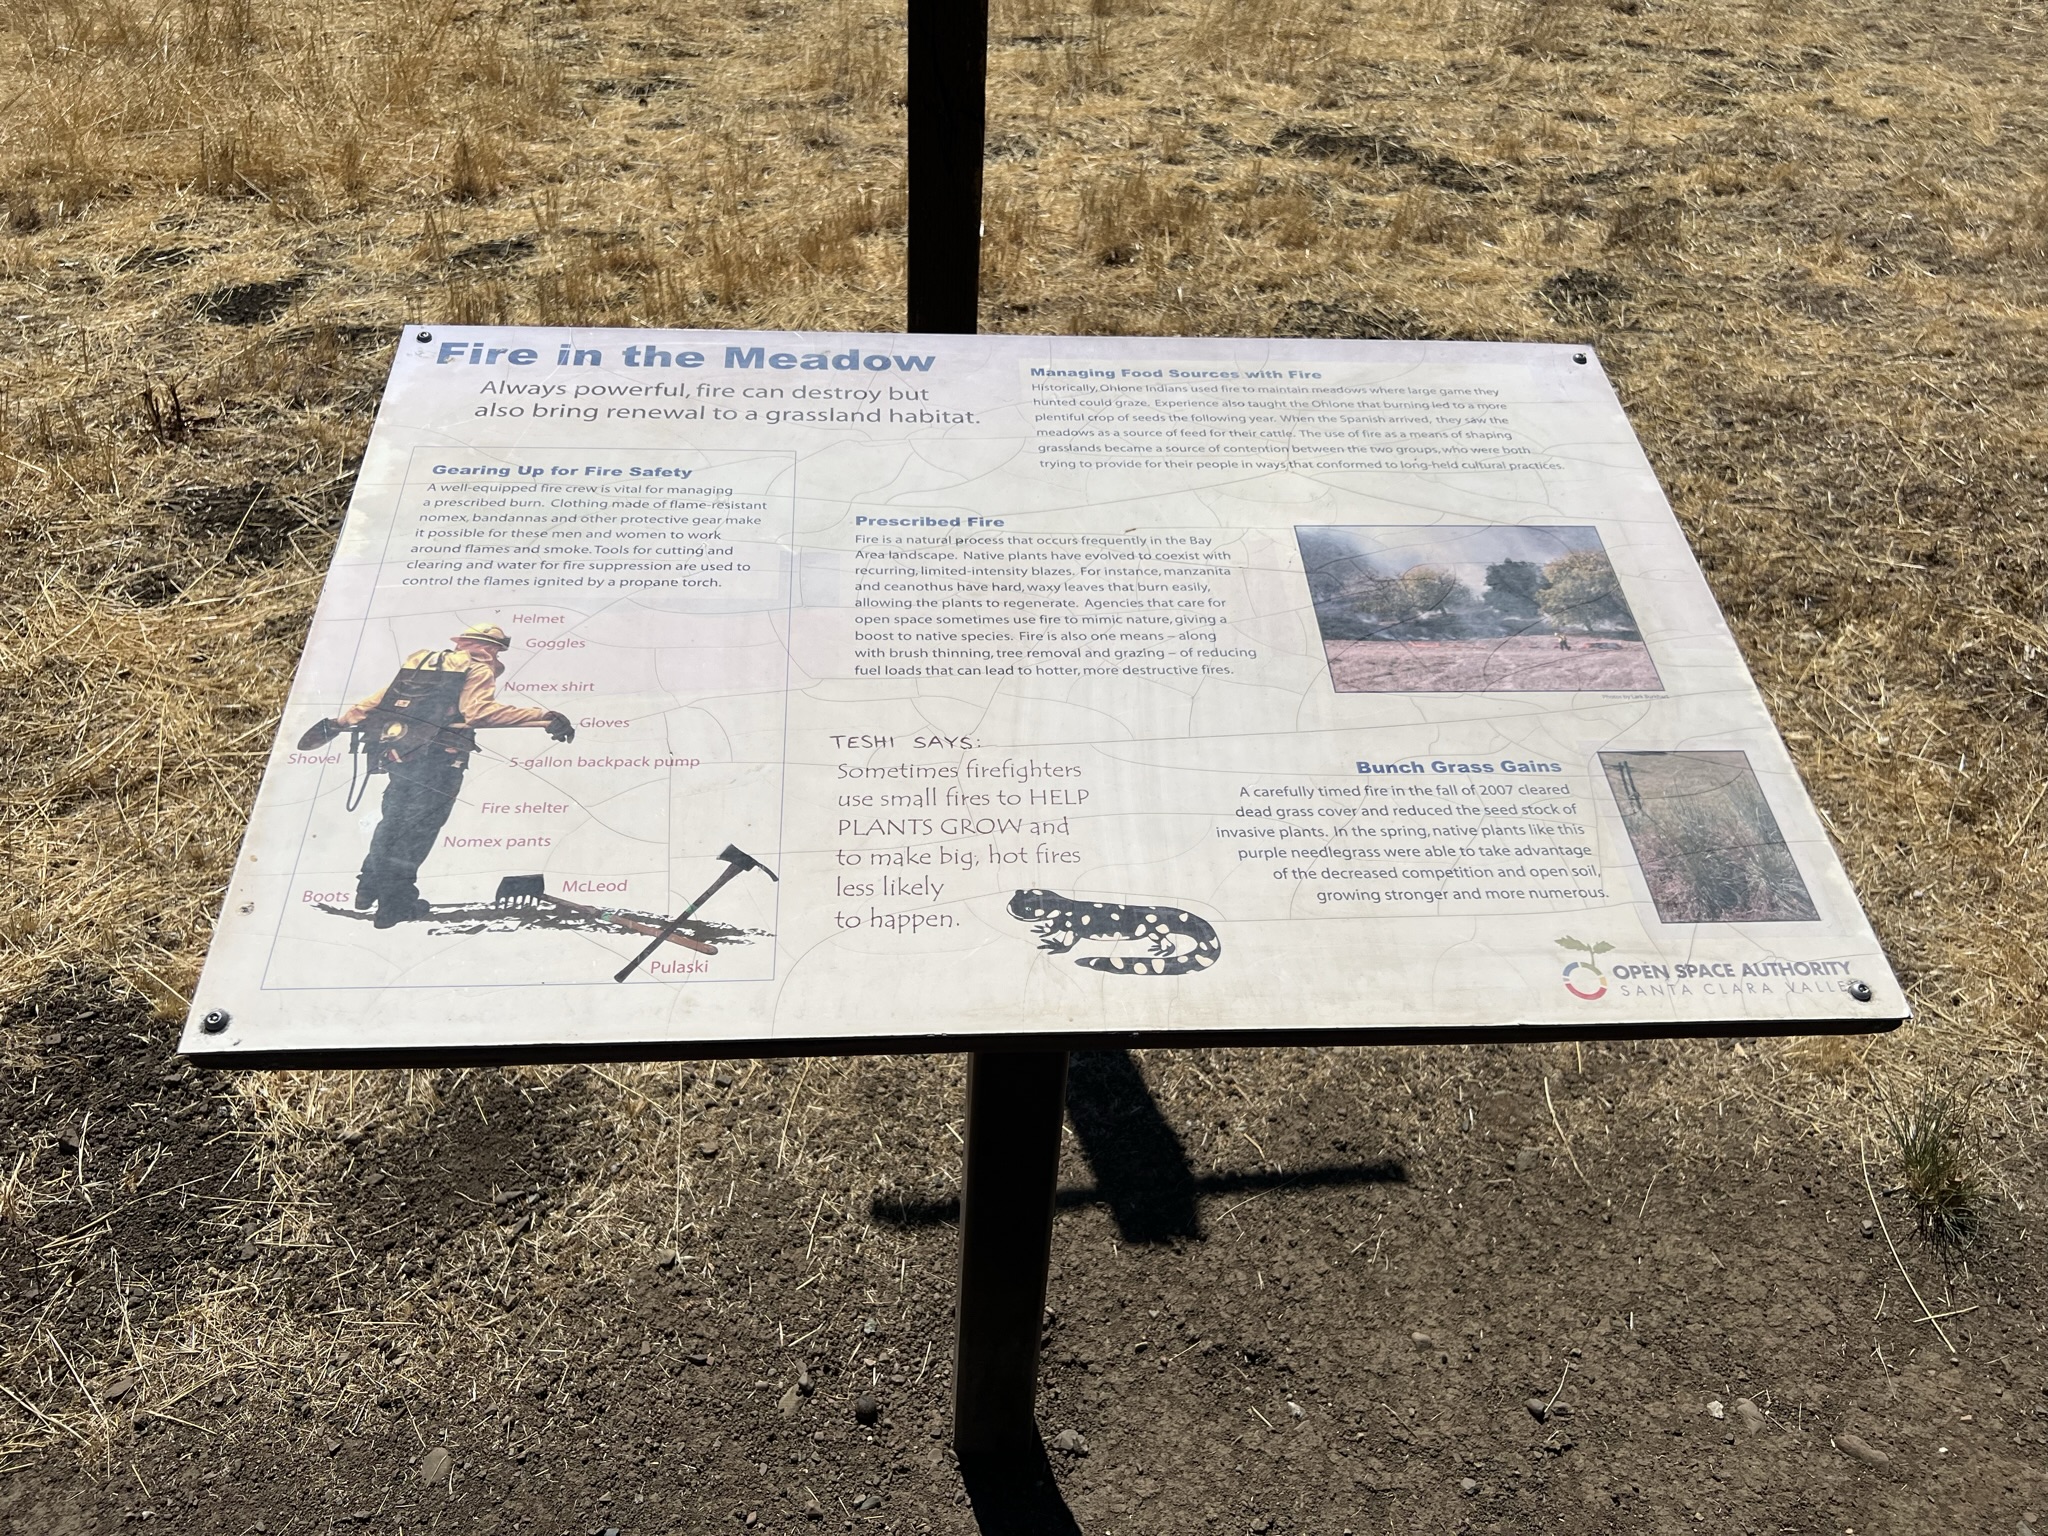 Fire in the Meadow
Always powerful, fire can destroy but
also bring renewal to a grassland habitat.
Managing Food Sources with Fire
Historically, Ohlone Indians used fire to maintain meadows where large game they
hunted could graze. Experience also taught the Ohlone that burning led to a more
plentiful crop of seeds the following year. When the Spanish arrived, they saw the
meadows as a source of feed for their cattle. The use of fire as a means of shaping
grasslands became a source of contention between the two groups, who were both
trying to provide for their people in ways that conformed to long-held cultural practices.
Gearing Up for Fire Safety
A well-equipped fire crew is vital for managing
a prescribed burn. Clothing made of flame-resistant
nomex, bandannas and other protective gear make
it possible for these men and women to work
around flames and smoke. Tools for cutting and
clearing and water for fire suppression are used to
control the flames ignited by a propane torch.
Helmet
Goggles
Nomex shirt
Gloves
Shovel
5-gallon backpack pump
Fire shelter
Nomex pants
Boots
McLeod
Pulaski
Prescribed Fire
Fire is a natural process that occurs frequently in the Bay
Area landscape. Native plants have evolved to coexist with
recurring, limited-intensity blazes. For instance, manzanita
and ceanothus have hard, waxy leaves that burn easily,
allowing the plants to regenerate. Agencies that care for
open space sometimes use fire to mimic nature, giving a
boost to native species. Fire is also one means – along
with brush thinning, tree removal and grazing – of reducing
fuel loads that can lead to hotter, more destructive fires.
Photos by
TESHI SAYS:
Sometimes firefighters
use small fires to HELP
PLANTS GROW and
to make big, hot fires
less likely
to happen.
Bunch Grass Gains
A carefully timed fire in the fall of 2007 cleared
dead grass cover and reduced the seed stock of
invasive plants. In the spring, native plants like this
purple needlegrass were able to take advantage
of the decreased competition and open soil,
growing stronger and more numerous.
OPEN SPACE AUTHORITY
SANTA CLARA VALLEY